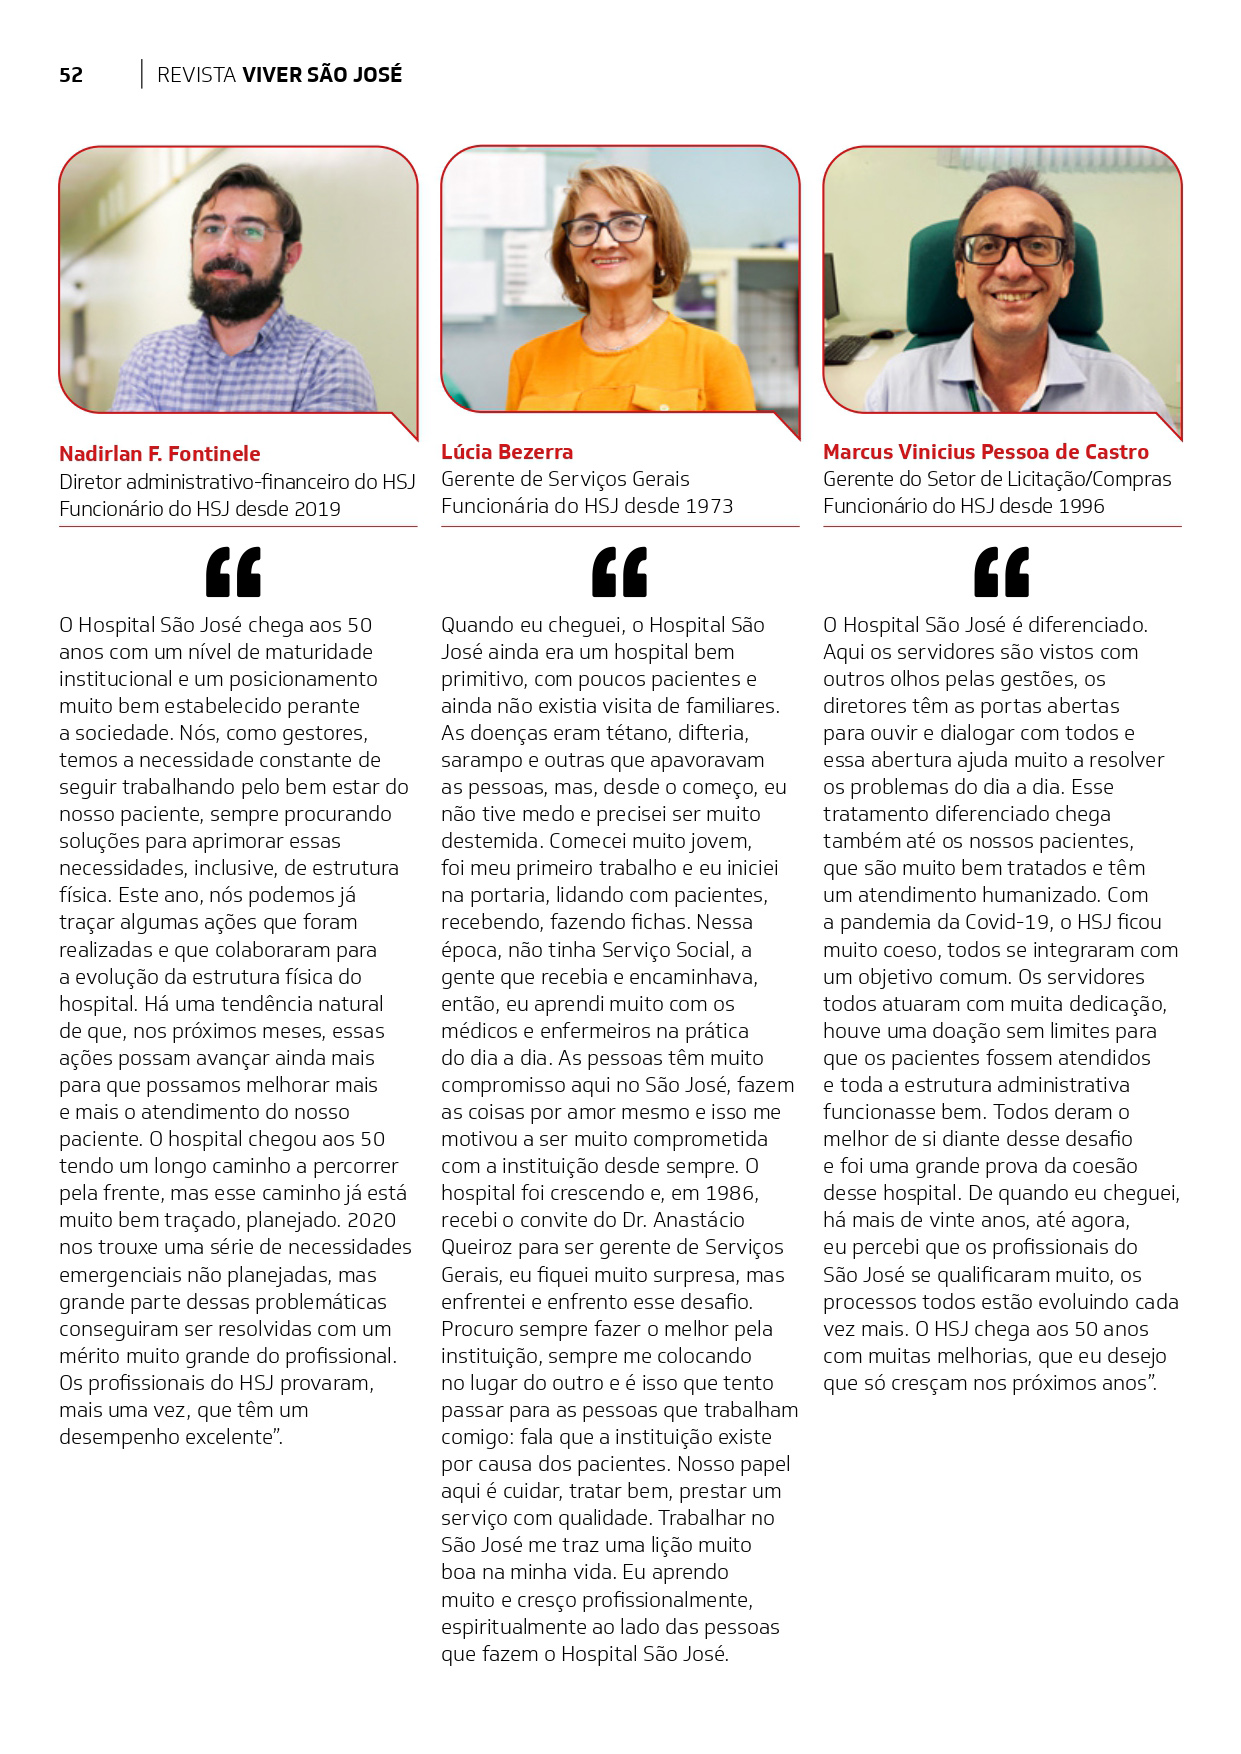 52
REVISTA VIVER SÃO JOSÉ
Nadirlan F. Fontinele
Diretor administrativo-financeiro do HSJ
Funcionário do HSJ desde 2019
O Hospital São José chega aos 50
anos com um nível de maturidade
institucional e um posicionamento
muito bem estabelecido perante
a sociedade. Nós, como gestores,
temos a necessidade constante de
seguir trabalhando pelo bem estar do
nosso paciente, sempre procurando
soluções para aprimorar essas
necessidades, inclusive, de estrutura
física. Este ano, nós podemos já
traçar algumas ações que foram
realizadas e que colaboraram para
a evolução da estrutura física do
hospital. Há uma tendência natural
de que, nos próximos meses, essas
ações possam avançar ainda mais
para que possamos melhorar mais
e mais o atendimento do nosso
paciente. O hospital chegou aos 50
tendo um longo caminho a percorrer
pela frente, mas esse caminho já está
muito bem traçado, planejado. 2020
nos trouxe uma série de necessidades
emergenciais não planejadas, mas
grande parte dessas problemáticas
conseguiram ser resolvidas com um
mérito muito grande do profissional.
Os profissionais do HSJ provaram,
mais uma vez, que têm um
desempenho excelente”.
Lúcia Bezerra
Gerente de Serviços Gerais
Funcionária do HSJ desde 1973
Quando eu cheguei, o Hospital São
José ainda era um hospital bem
primitivo, com poucos pacientes e
ainda não existia visita de familiares.
As doenças eram tétano, difteria,
sarampo e outras que apavoravam
as pessoas, mas, desde o começo, eu
não tive medo e precisei ser muito
destemida. Comecei muito jovem,
foi meu primeiro trabalho e eu iniciei
na portaria, lidando com pacientes,
recebendo, fazendo fichas. Nessa
época, não tinha Serviço Social, a
gente que recebia e encaminhava,
então, eu aprendi muito com os
médicos e enfermeiros na prática
do dia a dia. As pessoas têm muito
compromisso aqui no São José, fazem
as coisas por amor mesmo e isso me
motivou a ser muito comprometida
com a instituição desde sempre. O
hospital foi crescendo e, em 1986,
recebi o convite do Dr. Anastácio
Queiroz para ser gerente de Serviços
Gerais, eu fiquei muito surpresa, mas
enfrentei e enfrento esse desafio.
Procuro sempre fazer o melhor pela
instituição, sempre me colocando
no lugar do outro e é isso que tento
passar para as pessoas que trabalham
comigo: fala que a instituição existe
por causa dos pacientes. Nosso papel
aqui é cuidar, tratar bem, prestar um
serviço com qualidade. Trabalhar no
São José me traz uma lição muito
boa na minha vida. Eu aprendo
muito e cresço profissionalmente,
espiritualmente ao lado das pessoas
que fazem o Hospital São José.
Marcus Vinicius Pessoa de Castro
Gerente do Setor de Licitação/Compras
Funcionário do HSJ desde 1996
O Hospital São José é diferenciado.
Aqui os servidores são vistos com
outros olhos pelas gestões, os
diretores têm as portas abertas
para ouvir e dialogar com todos e
essa abertura ajuda muito a resolver
os problemas do dia a dia. Esse
tratamento diferenciado chega
também até os nossos pacientes,
que são muito bem tratados e têm
um atendimento humanizado. Com
a pandemia da Covid-19, o HSJ ficou
muito coeso, todos se integraram com
um objetivo comum. Os servidores
todos atuaram com muita dedicação,
houve uma doação sem limites para
que os pacientes fossem atendidos
e toda a estrutura administrativa
funcionasse bem. Todos deram o
melhor de si diante desse desafio
e foi uma grande prova da coesão
desse hospital. De quando eu cheguei,
há mais de vinte anos, até agora,
eu percebi que os profissionais do
São José se qualificaram muito, os
processos todos estão evoluindo cada
vez mais. O HSJ chega aos 50 anos
com muitas melhorias, que eu desejo
que só cresçam nos próximos anos”.